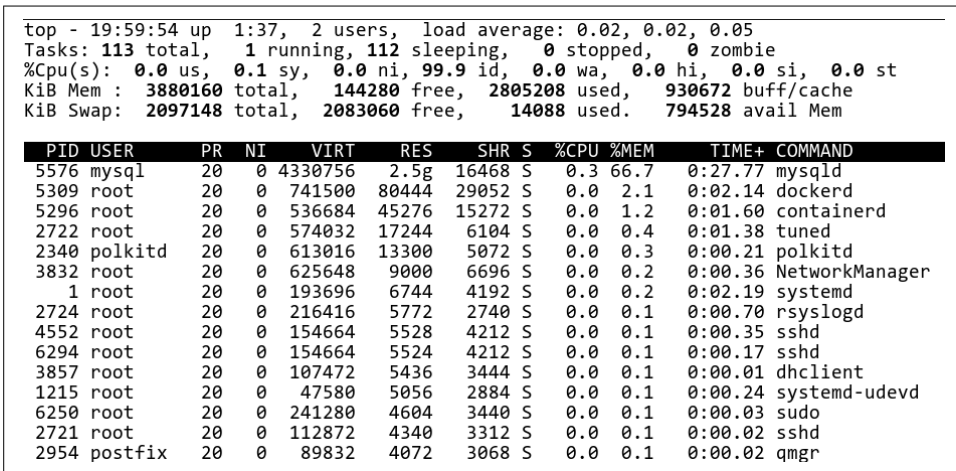 top - 19:59:54 up  1:37,  2 users,  load average: 0.02, 0.02, 0.05
Tasks: 113 total,   1 running, 112 sleeping,   0 stopped,   0 zombie
%Cpu(s):  0.0 us,  0.1 sy,  0.0 ni, 99.9 id,  0.0 wa,  0.0 hi,  0.0 si,  0.0 st
KiB Mem :  3880160 total,   144280 free,  2805208 used,   930672 buff/cache
KiB Swap:  2097148 total,  2083060 free,    14088 used.   794528 avail Mem
PID USER      PR  NI    VIRT    RES    SHR S  %CPU %MEM     TIME+ COMMAND
5576 mysql     20   0 4330756   2.5g  16468 S   0.3 66.7   0:27.77 mysqld
5309 root      20   0  741500  80444  29052 S   0.0  2.1   0:02.14 dockerd
5296 root      20   0  536684  45276  15272 S   0.0  1.2   0:01.60 containerd
2722 root      20   0  574032  17244   6104 S   0.0  0.4   0:01.38 tuned
2340 polkitd   20   0  613016  13300   5072 S   0.0  0.3   0:00.21 polkitd
3832 root      20   0  625648   9000   6696 S   0.0  0.2   0:00.36 NetworkManager
1 root      20   0  193696   6744   4192 S   0.0  0.2   0:02.19 systemd
2724 root      20   0  216416   5772   2740 S   0.0  0.1   0:00.70 rsyslogd
4552 root      20   0  154664   5528   4212 S   0.0  0.1   0:00.35 sshd
6294 root      20   0  154664   5524   4212 S   0.0  0.1   0:00.17 sshd
3857 root      20   0  107472   5436   3444 S   0.0  0.1   0:00.01 dhclient
1215 root      20   0   47580   5056   2884 S   0.0  0.1   0:00.24 systemd-udevd
6250 root      20   0  241280   4604   3440 S   0.0  0.1   0:00.03 sudo
2721 root      20   0  112872   4340   3312 S   0.0  0.1   0:00.02 sshd
2954 postfix   20   0   89832   4072   3068 S   0.0  0.1   0:00.02 qmgr